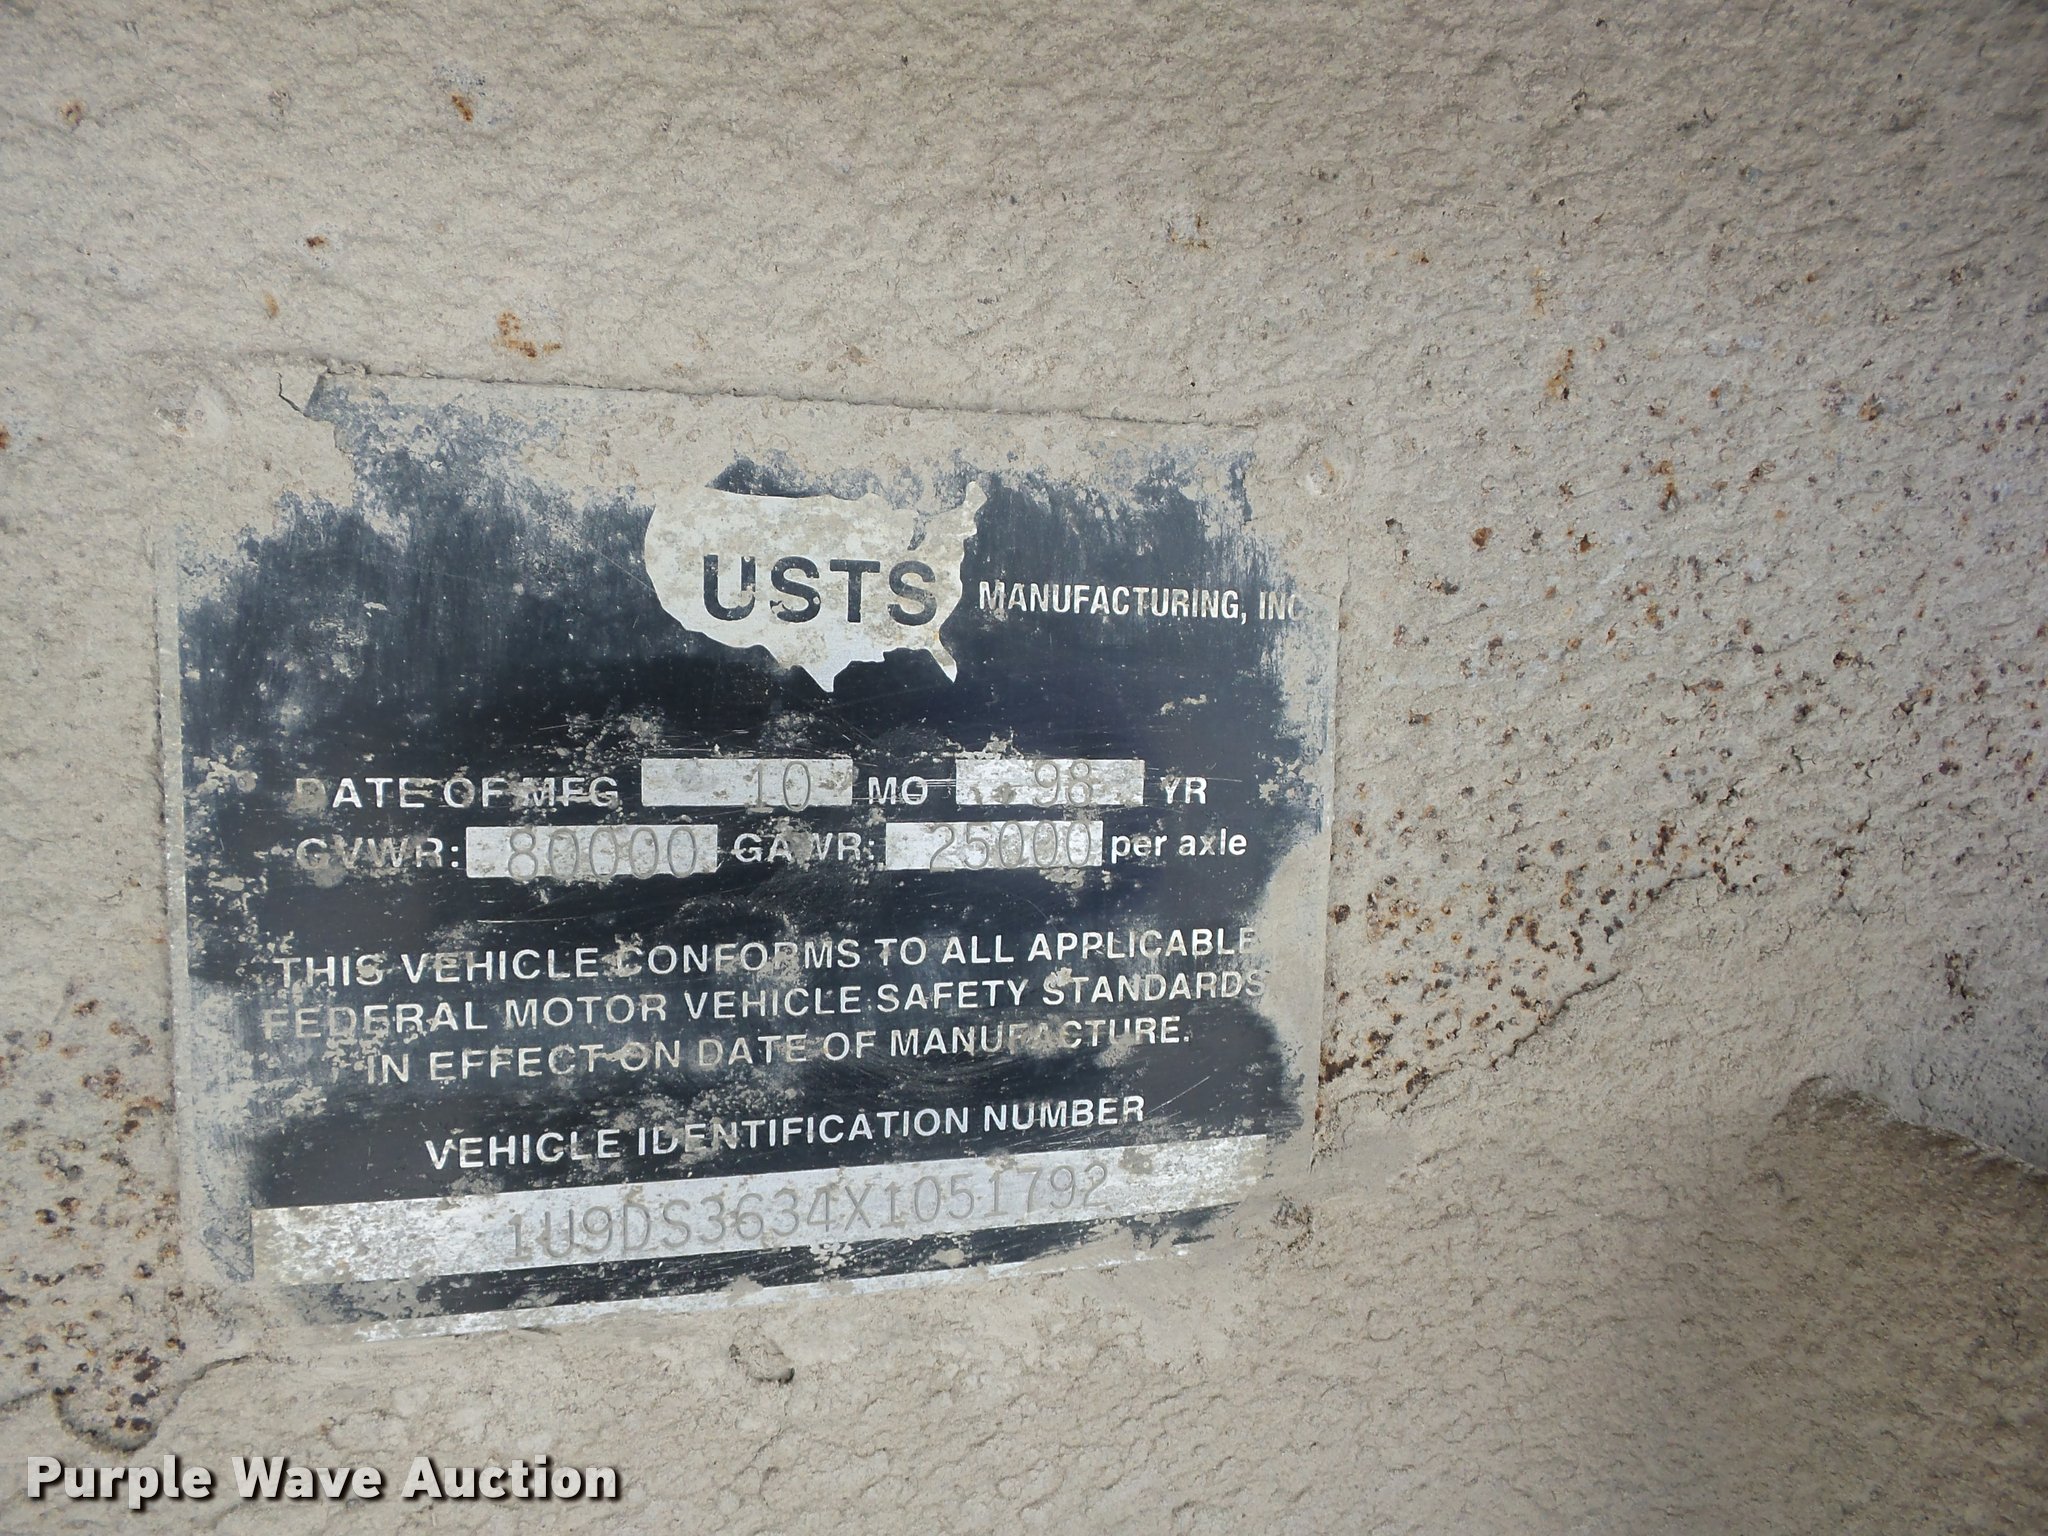 USTS MANUFACTURING, INC
DATE OF MFG 10 MO 98 YR
GVWR: 80000 GAWR: 25000 per axle
THIS VEHICLE CONFORMS TO ALL APPLICABLE
FEDERAL MOTOR VEHICLE SAFETY STANDARDS
IN EFFECT ON DATE OF MANUFACTURE.
VEHICLE IDENTIFICATION NUMBER
1U9DS3634X1051792
Purple Wave Auction